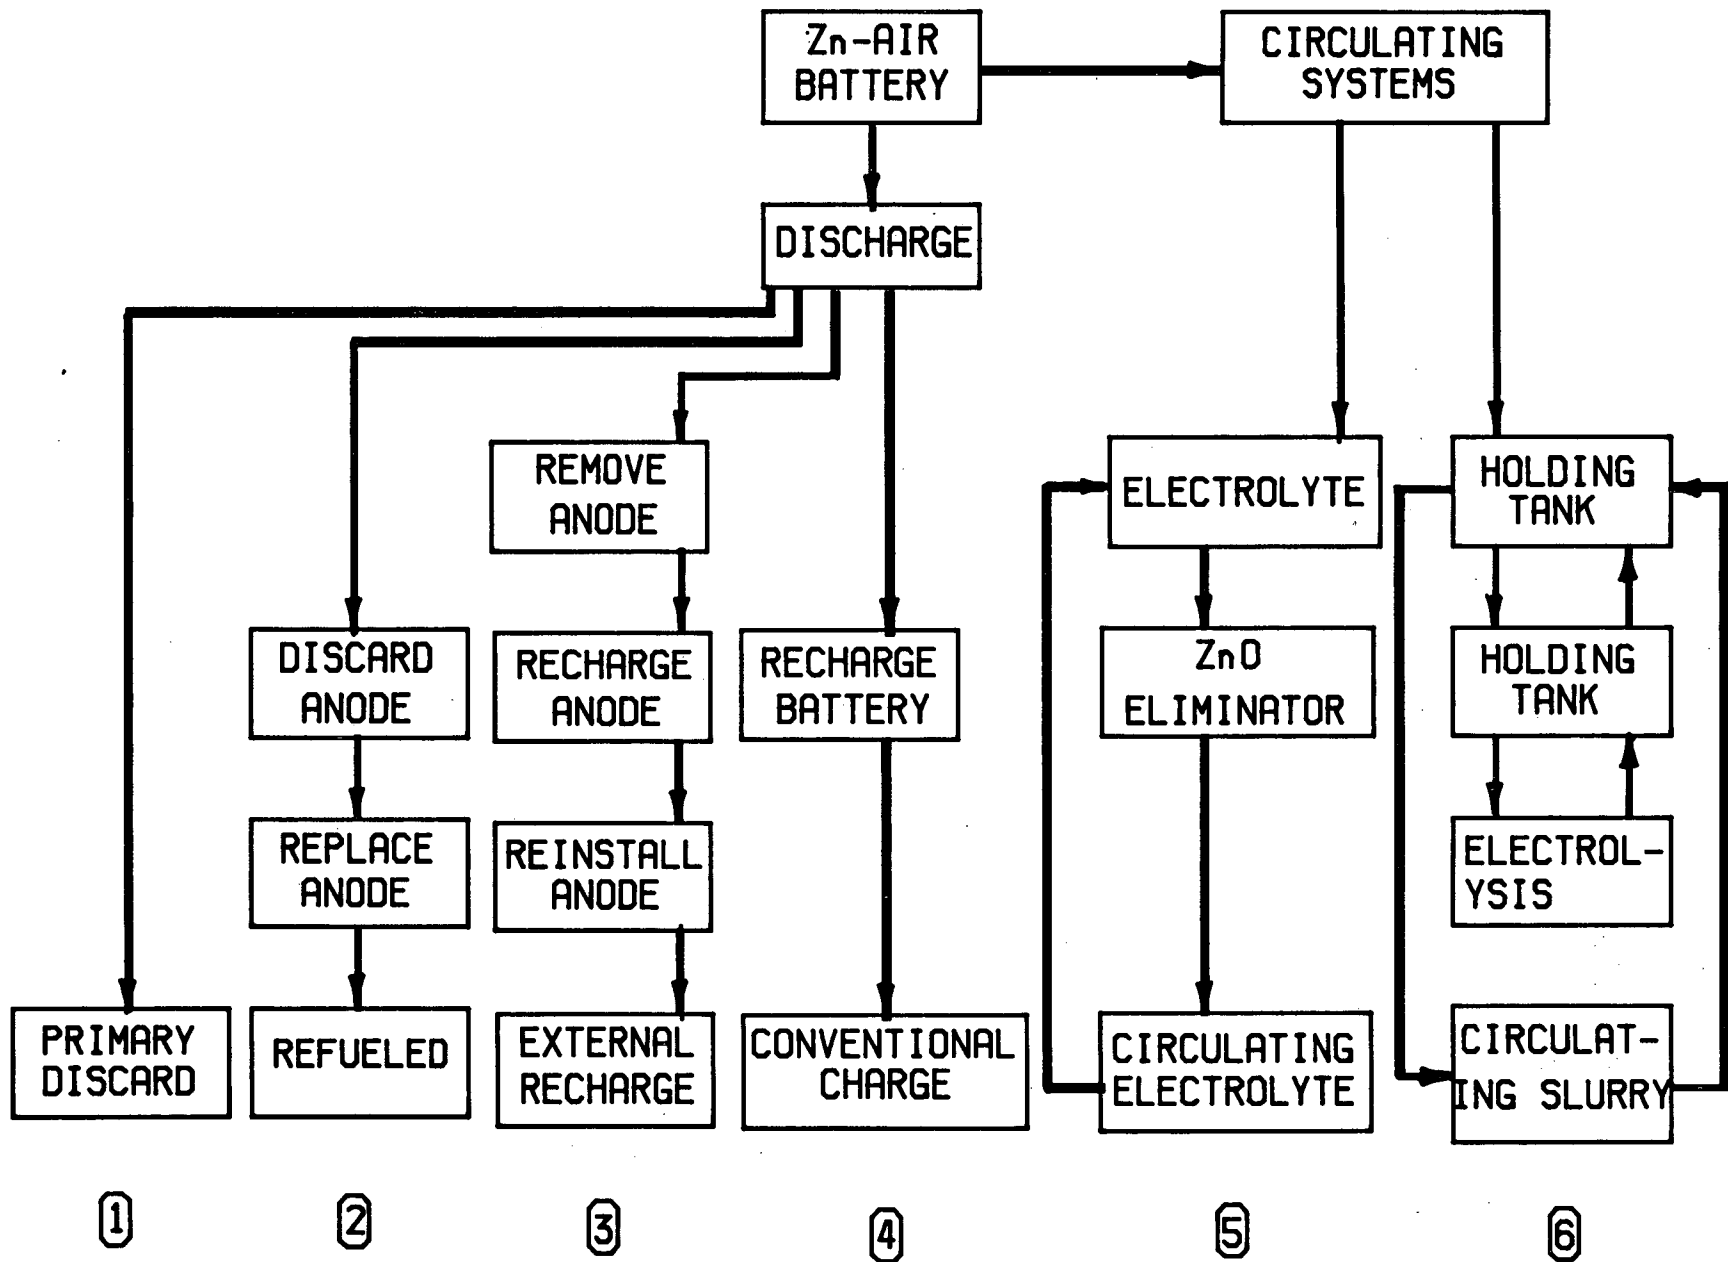 Zn-AIR
BATTERY
CIRCULATING
SYSTEMS
DISCHARGE
REMOVE
ANODE
ELECTROLYTE
HOLDING
TANK
DISCARD
ANODE
RECHARGE
ANODE
RECHARGE
BATTERY
ZnO
ELIMINATOR
HOLDING
TANK
REPLACE
ANODE
REINSTALL
ANODE
ELECTROL-
YSIS
PRIMARY
DISCARD
REFUELED
EXTERNAL
RECHARGE
CONVENTIONAL
CHARGE
CIRCULATING
ELECTROLYTE
CIRCULAT-
ING SLURRY
1
2
3
4
5
6